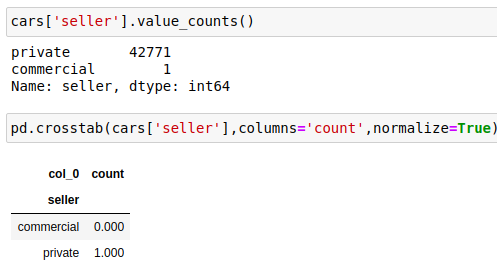 cars['seller'].value_counts()
private       42771
commercial        1
Name: seller, dtype: int64
pd.crosstab(cars['seller'],columns='count',normalize=True)
col_0 count
seller
commercial 0.000
private 1.000